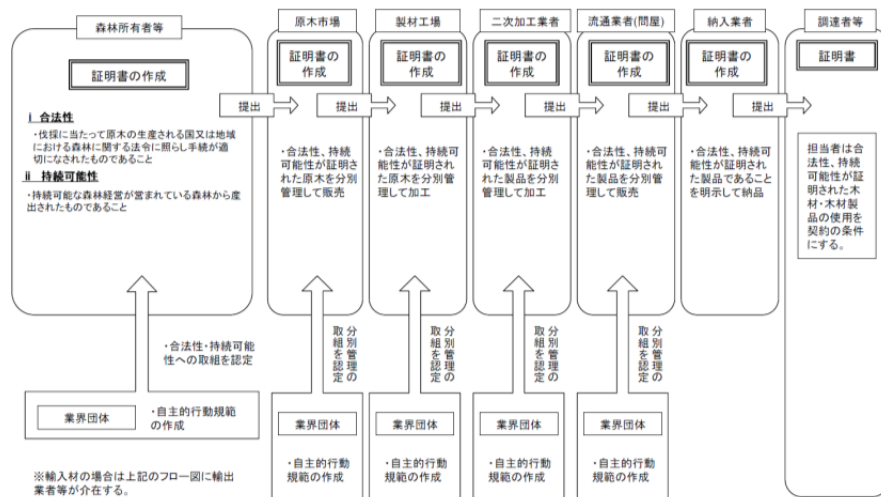 森林所有者等
証明書の作成
ⅰ 合法性
・伐採に当たって原木の生産される国又は地域
における森林に関する法令に照らし手続が適
切になされたものであること
ⅱ 持続可能性
・持続可能な森林経営が営まれている森林から産
出されたものであること
・合法性・持続可能
性への取組を認定
業界団体
・自主的行動規範
の作成
※輸入材の場合は上記のフロー図に輸出
業者等が介在する。
提出
原木市場
証明書の
作成
・合法性、持続可
能性が証明され
た原木を分別
管理して販売
分別管理の
取組を認定
業界団体
・自主的行動
規範の作成
提出
製材工場
証明書の
作成
・合法性、持続可
能性が証明され
た原木を分別
管理して加工
分別管理の
取組を認定
業界団体
・自主的行動
規範の作成
提出
二次加工業者
証明書の
作成
・合法性、持続可
能性が証明され
た製品を分別
管理して加工
分別管理の
取組を認定
業界団体
・自主的行動
規範の作成
提出
流通業者(問屋)
証明書の
作成
・合法性、持続可
能性が証明され
た製品を分別管
理して販売
分別管理の
取組を認定
業界団体
・自主的行動
規範の作成
提出
納入業者
証明書の
作成
・合法性、持続可
能性が証明され
た製品であること
を明示して納品
提出
調達者等
証明書
担当者は合
法性、持続
可能性が証
明された木
材・木材製
品の使用を
契約の条件
にする。